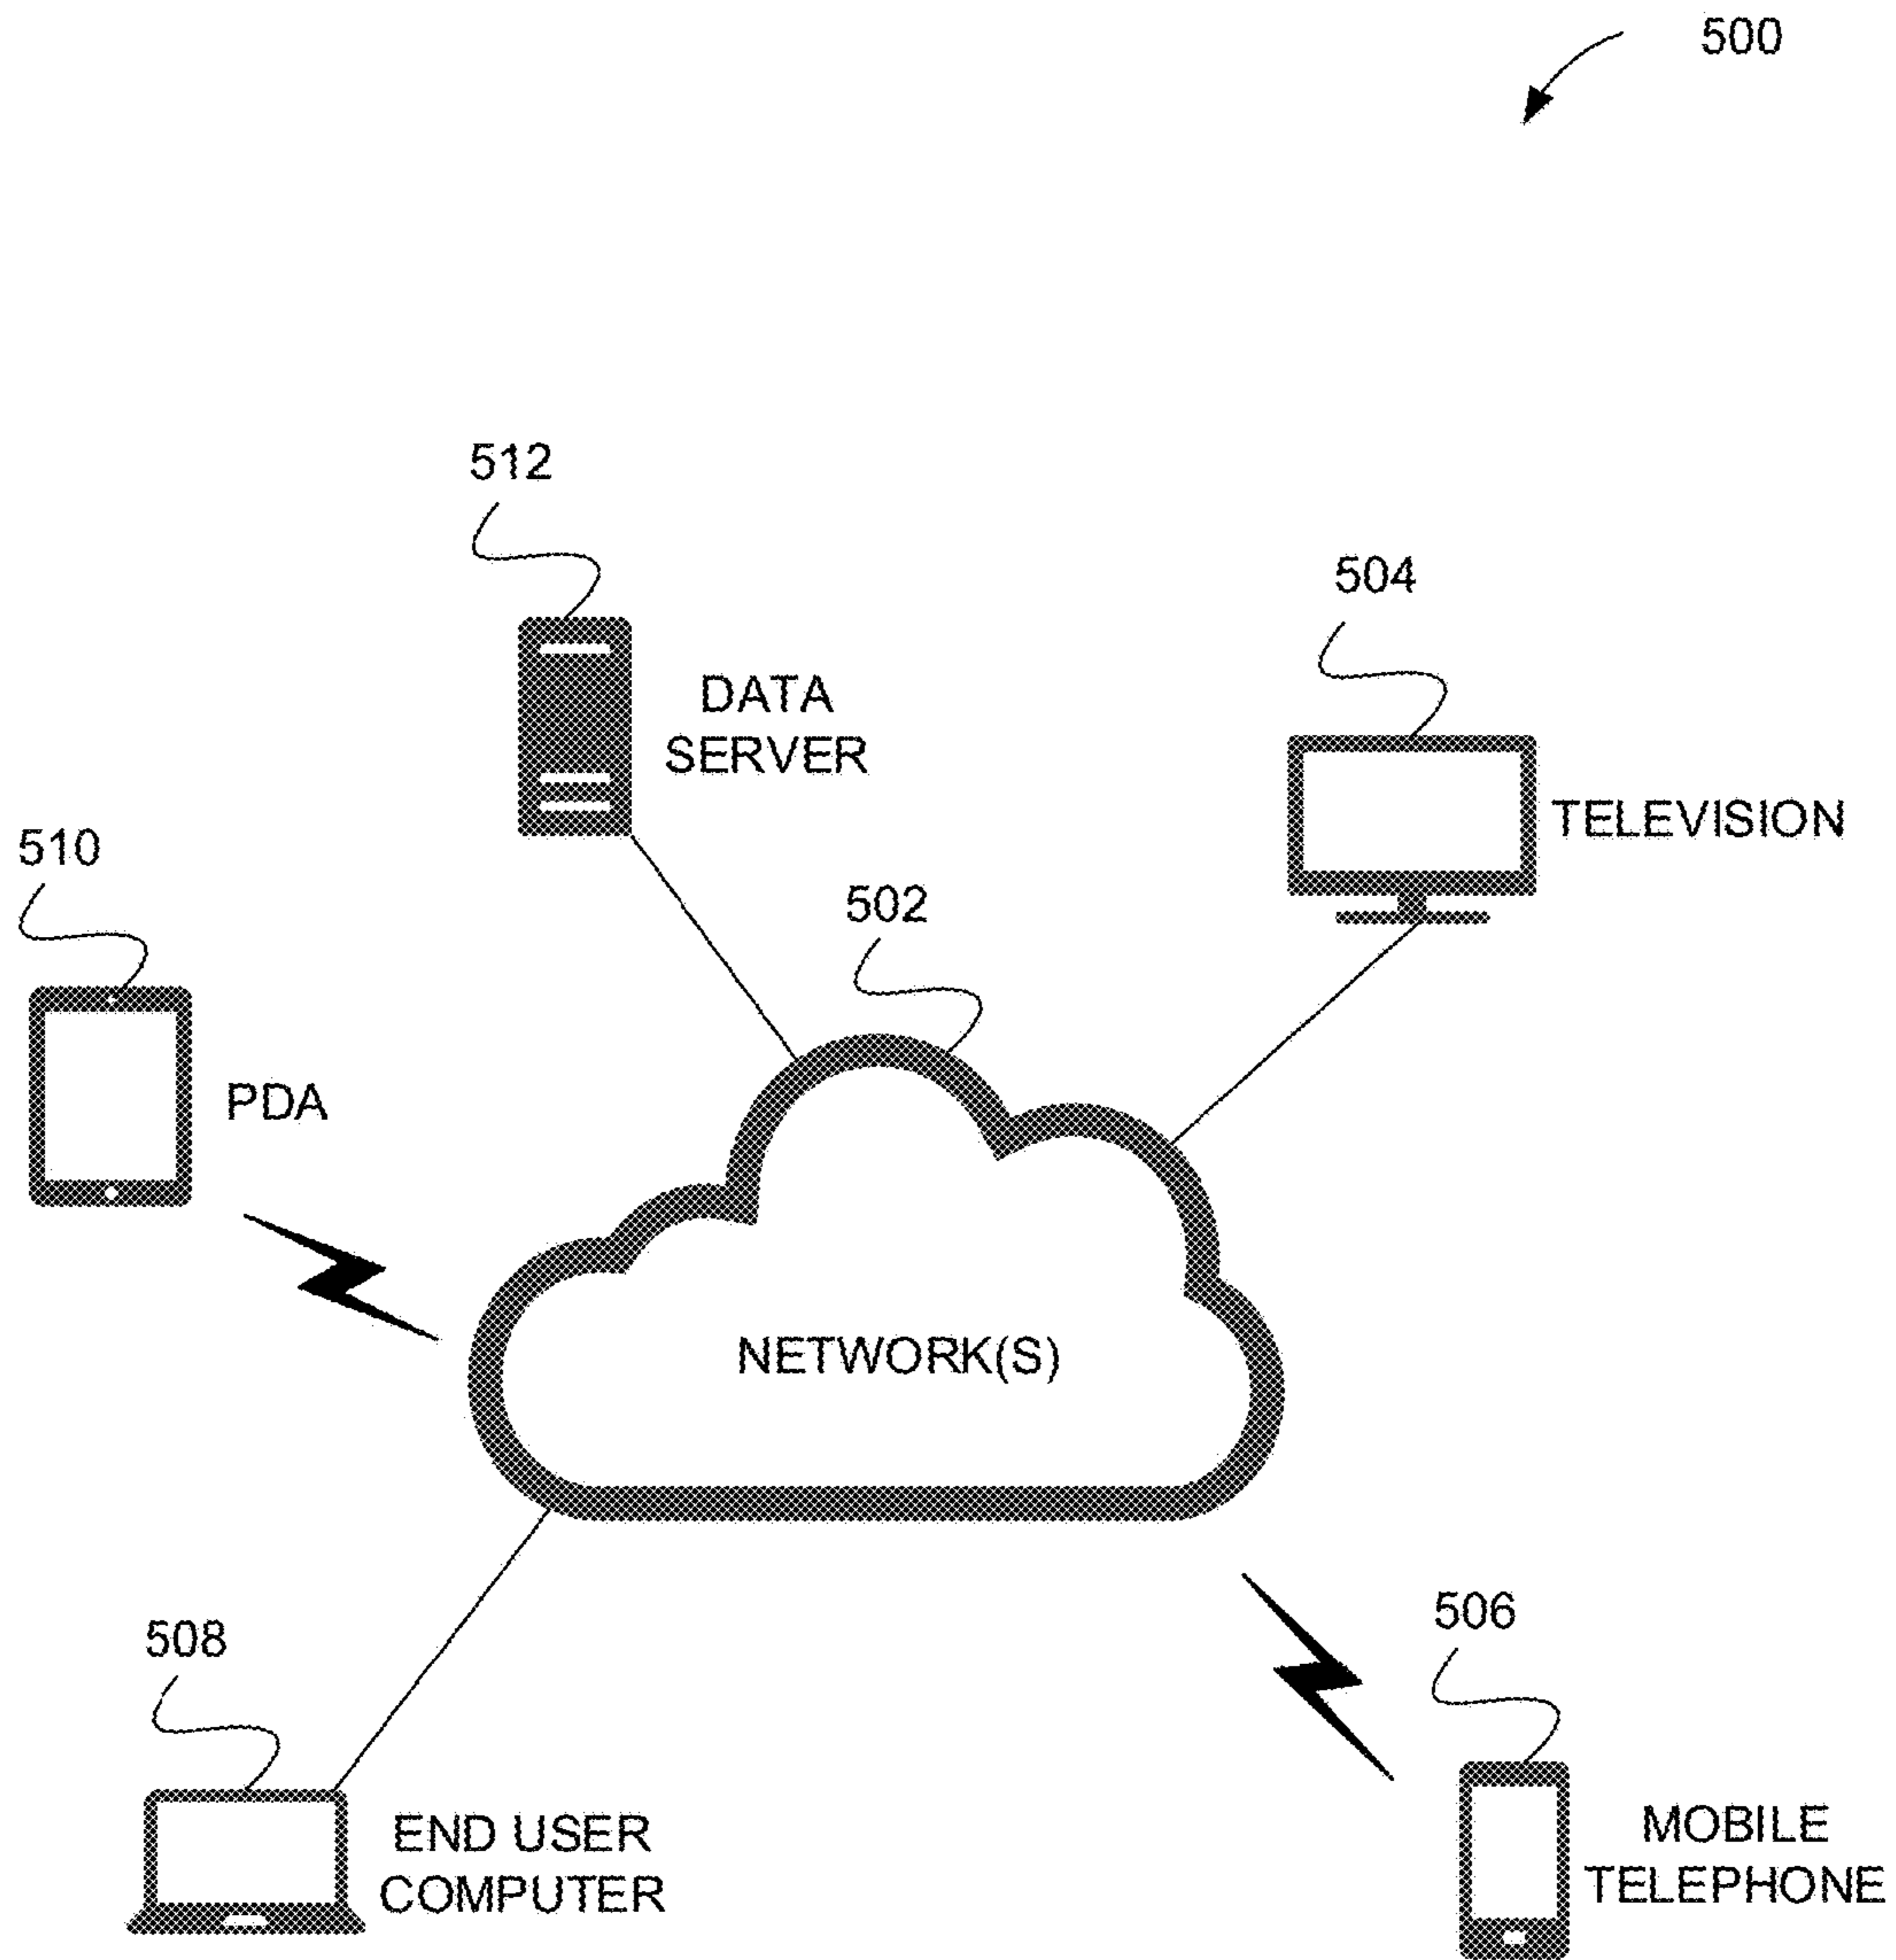 500
512
DATA
SERVER
504
TELEVISION
510
PDA
502
NETWORK(S)
508
END USER
COMPUTER
506
MOBILE
TELEPHONE